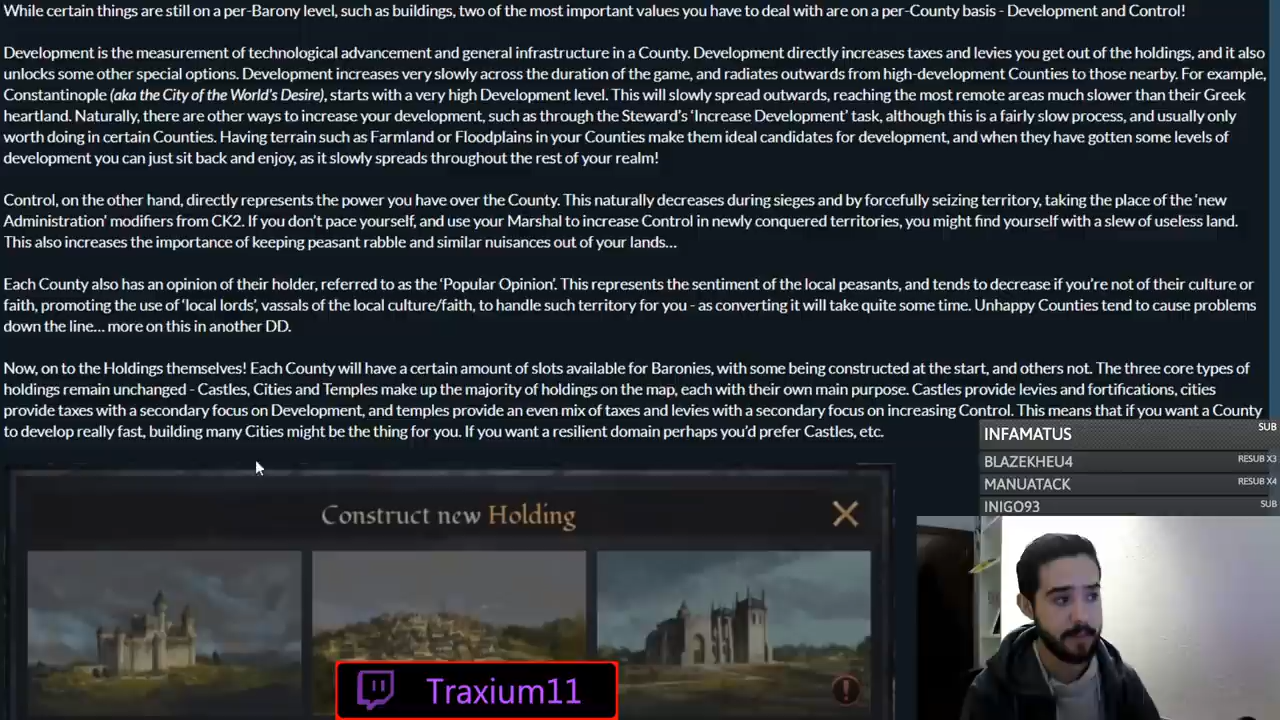 While certain things are still on a per-Barony level, such as buildings, two of the most important values you have to deal with are on a per-County basis - Development and Control!
Development is the measurement of technological advancement and general infrastructure in a County. Development directly increases taxes and levies you get out of the holdings, and it also
unlocks some other special options. Development increases very slowly across the duration of the game, and radiates outwards from high-development Counties to those nearby. For example,
Constantinople (aka the City of the World's Desire), starts with a very high Development level. This will slowly spread outwards, reaching the most remote areas much slower than their Greek
heartland. Naturally, there are other ways to increase your development, such as through the Steward's 'Increase Development' task, although this is a fairly slow process, and usually only
worth doing in certain Counties. Having terrain such as Farmland or Floodplains in your Counties make them ideal candidates for development, and when they have gotten some levels of
development you can just sit back and enjoy, as it slowly spreads throughout the rest of your realm!
Control, on the other hand, directly represents the power you have over the County. This naturally decreases during sieges and by forcefully seizing territory, taking the place of the 'new
Administration' modifiers from CK2. If you don't pace yourself, and use your Marshal to increase Control in newly conquered territories, you might find yourself with a slew of useless land.
This also increases the importance of keeping peasant rabble and similar nuisances out of your lands...
Each County also has an opinion of their holder, referred to as the 'Popular Opinion'. This represents the sentiment of the local peasants, and tends to decrease if you're not of their culture or
faith, promoting the use of 'local lords', vassals of the local culture/faith, to handle such territory for you - as converting it will take quite some time. Unhappy Counties tend to cause problems
down the line... more on this in another DD.
Now, on to the Holdings themselves! Each County will have a certain amount of slots available for Baronies, with some being constructed at the start, and others not. The three core types of
holdings remain unchanged - Castles, Cities and Temples make up the majority of holdings on the map, each with their own main purpose. Castles provide levies and fortifications, cities
provide taxes with a secondary focus on Development, and temples provide an even mix of taxes and levies with a secondary focus on increasing Control. This means that if you want a County
to develop really fast, building many Cities might be the thing for you. If you want a resilient domain perhaps you'd prefer Castles, etc.
INFAMATUS SUB
BLAZEKHEU4 RESUB X3
MANUATACK RESUB X4
INIGO93 SUB
Construct new Holding
Traxium11